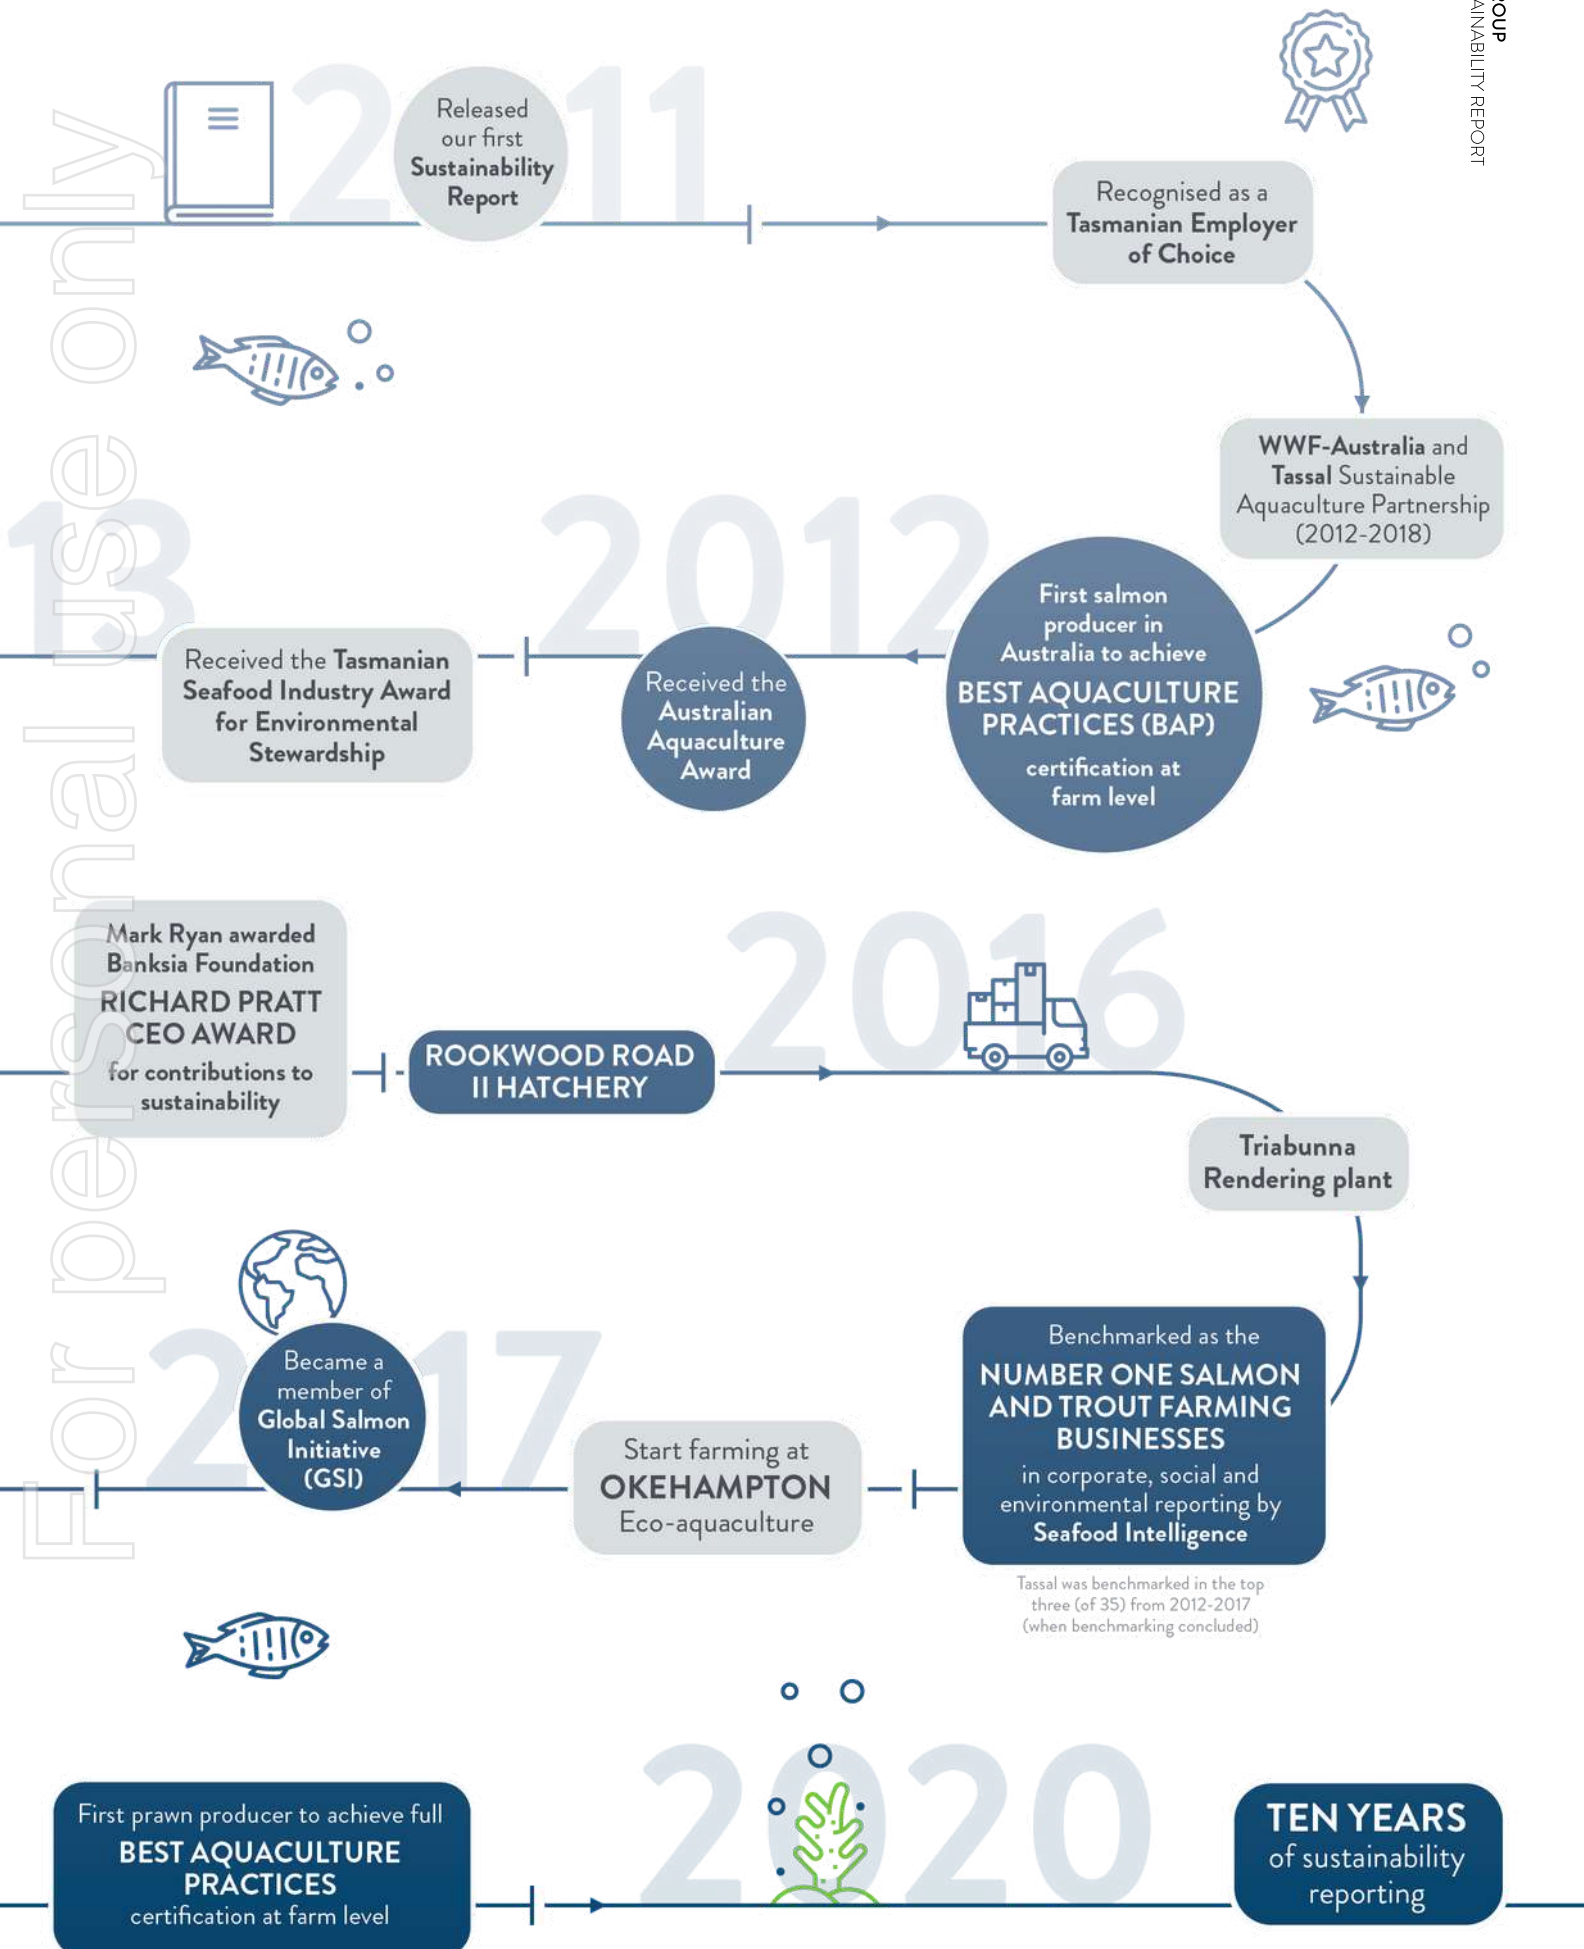 ROUP
AINABILITY REPORT
For personal use only
2011
Released
our first
Sustainability
Report
Recognised as a
Tasmanian Employer
of Choice
WWF-Australia and
Tassal Sustainable
Aquaculture Partnership
(2012-2018)
2012
First salmon
producer in
Australia to achieve
BEST AQUACULTURE
PRACTICES (BAP)
certification at
farm level
Received the
Australian
Aquaculture
Award
13
Received the Tasmanian
Seafood Industry Award
for Environmental
Stewardship
Mark Ryan awarded
Banksia Foundation
RICHARD PRATT
CEO AWARD
for contributions to
sustainability
ROOKWOOD ROAD
II HATCHERY
2016
Triabunna
Rendering plant
Benchmarked as the
NUMBER ONE SALMON
AND TROUT FARMING
BUSINESSES
in corporate, social and
environmental reporting by
Seafood Intelligence
Tassal was benchmarked in the top
three (of 35) from 2012-2017
(when benchmarking concluded)
Start farming at
OKEHAMPTON
Eco-aquaculture
2017
Became a
member of
Global Salmon
Initiative
(GSI)
First prawn producer to achieve full
BEST AQUACULTURE
PRACTICES
certification at farm level
2020
TEN YEARS
of sustainability
reporting